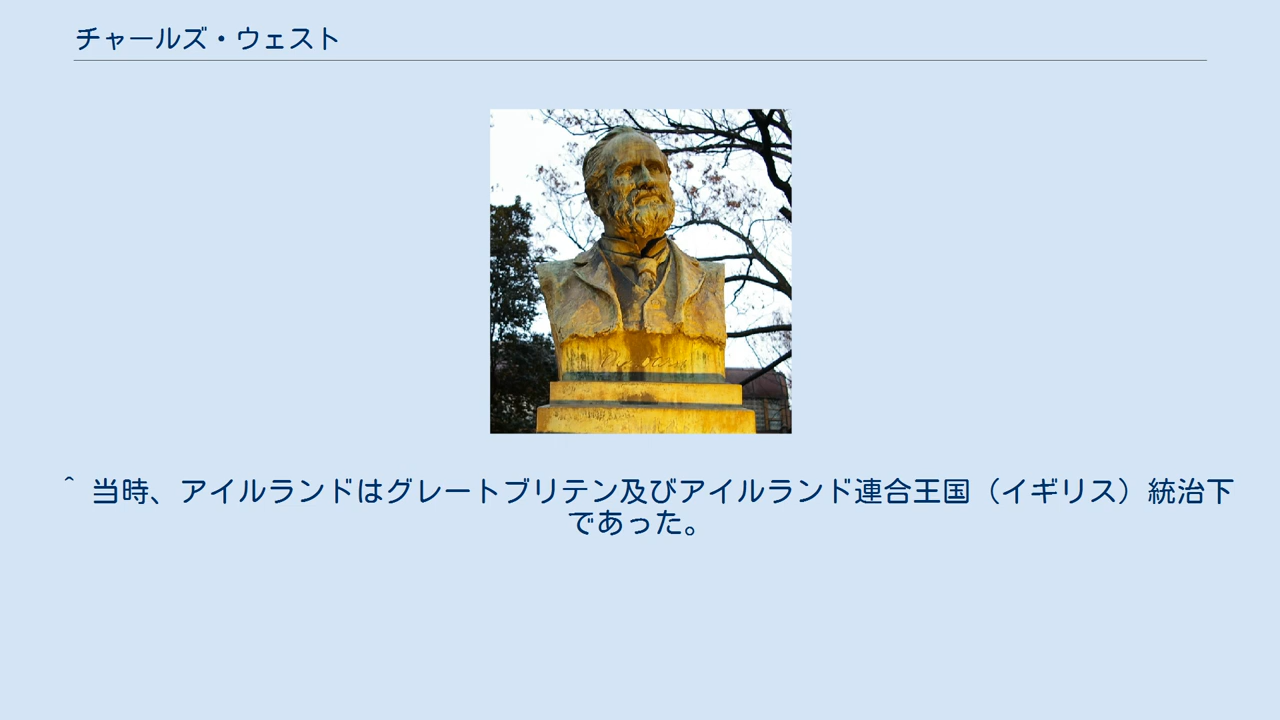 チャールズ・ウェスト
^ 当時、アイルランドはグレートブリテン及びアイルランド連合王国（イギリス）統治下
であった。